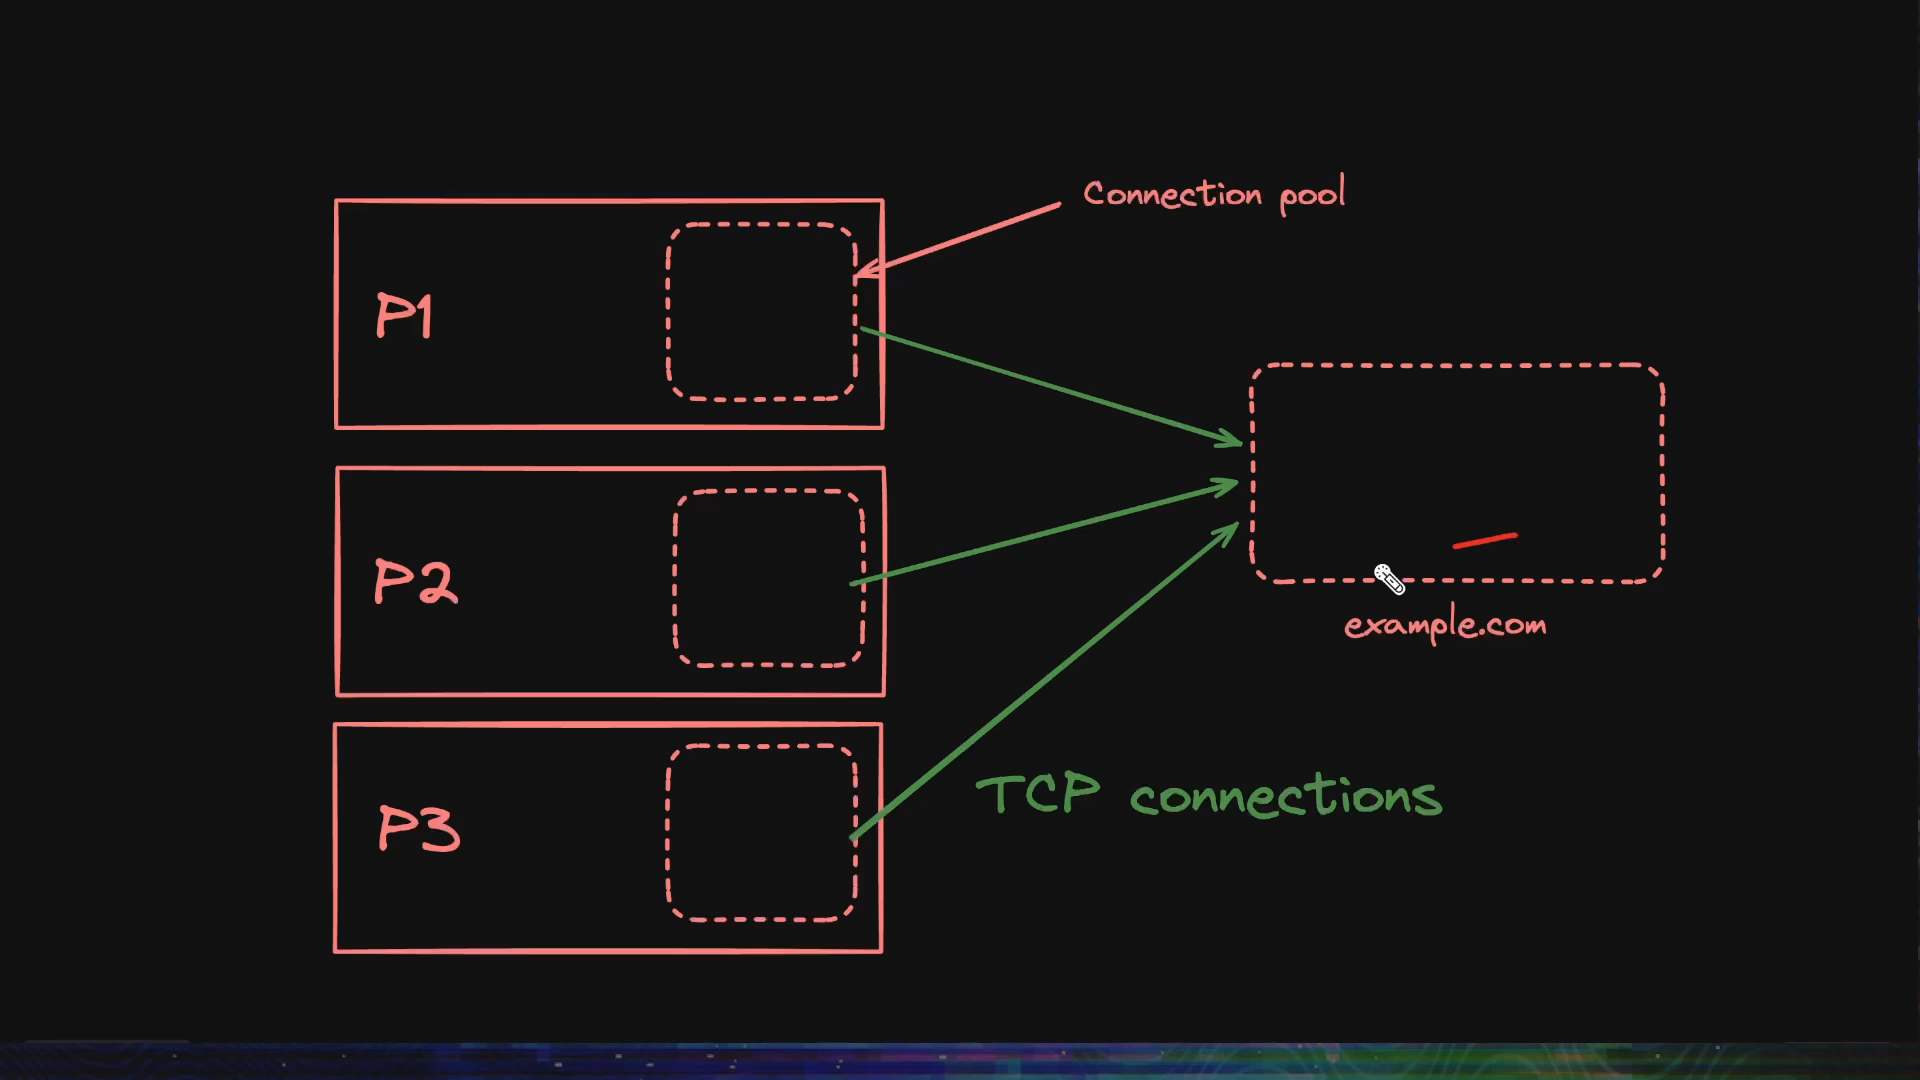 Connection pool
P1
P2
example.com
TCP connections
P3